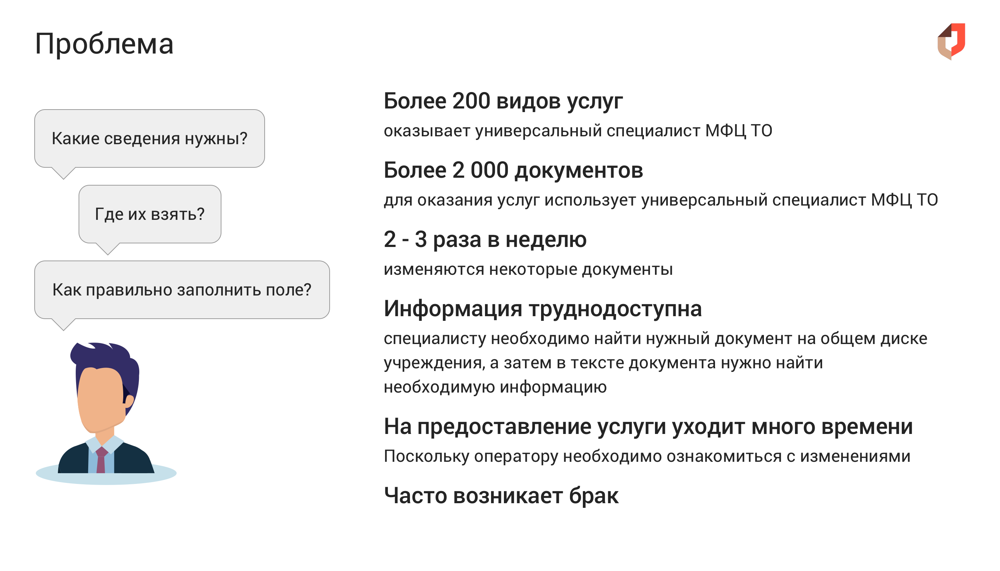 Проблема
Какие сведения нужны?
Где их взять?
Как правильно заполнить поле?
Более 200 видов услуг
оказывает универсальный специалист МФЦ ТО
Более 2 000 документов
для оказания услуг использует универсальный специалист МФЦ ТО
2 - 3 раза в неделю
изменяются некоторые документы
Информация труднодоступна
специалисту необходимо найти нужный документ на общем диске
учреждения, а затем в тексте документа нужно найти
необходимую информацию
На предоставление услуги уходит много времени
Поскольку оператору необходимо ознакомиться с изменениями
Часто возникает брак